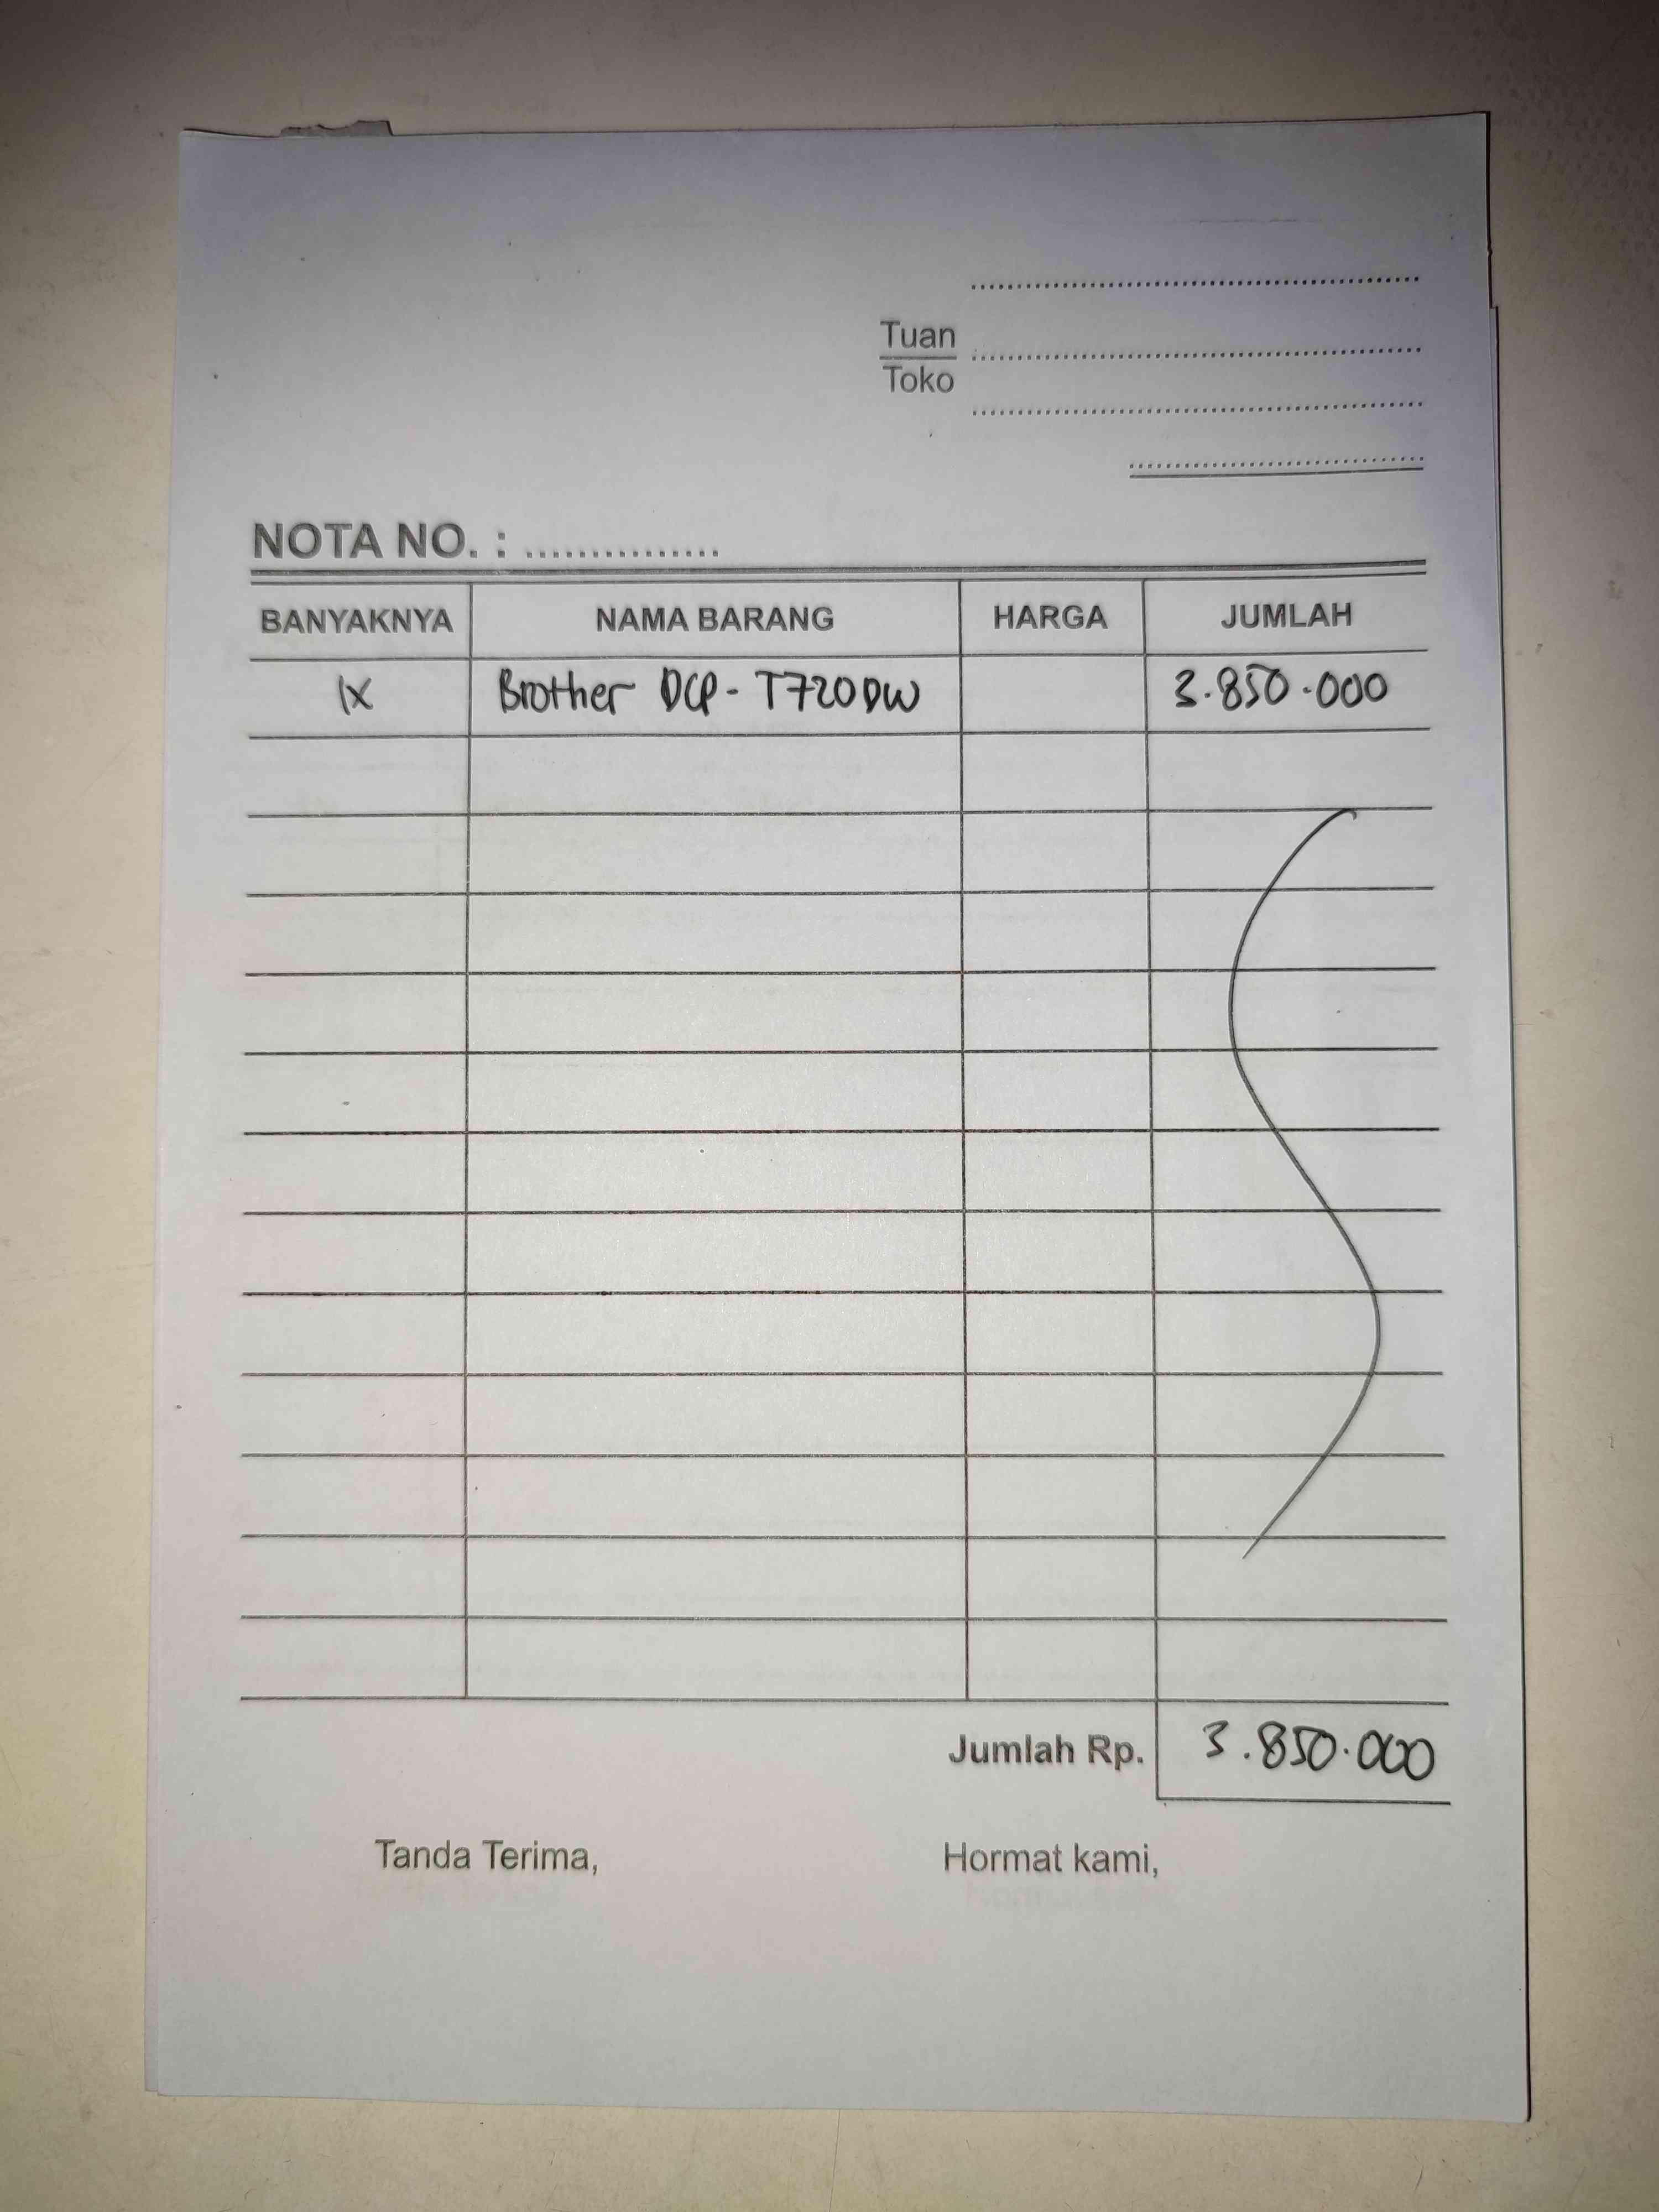 Tuan
Toko
NOTA NO. : ...............
BANYAKNYA NAMA BARANG HARGA JUMLAH
1X Brother DCP-T720DW 3.850.000
Jumlah Rp. 3.850.000
Tanda Terima, Hormat kami,